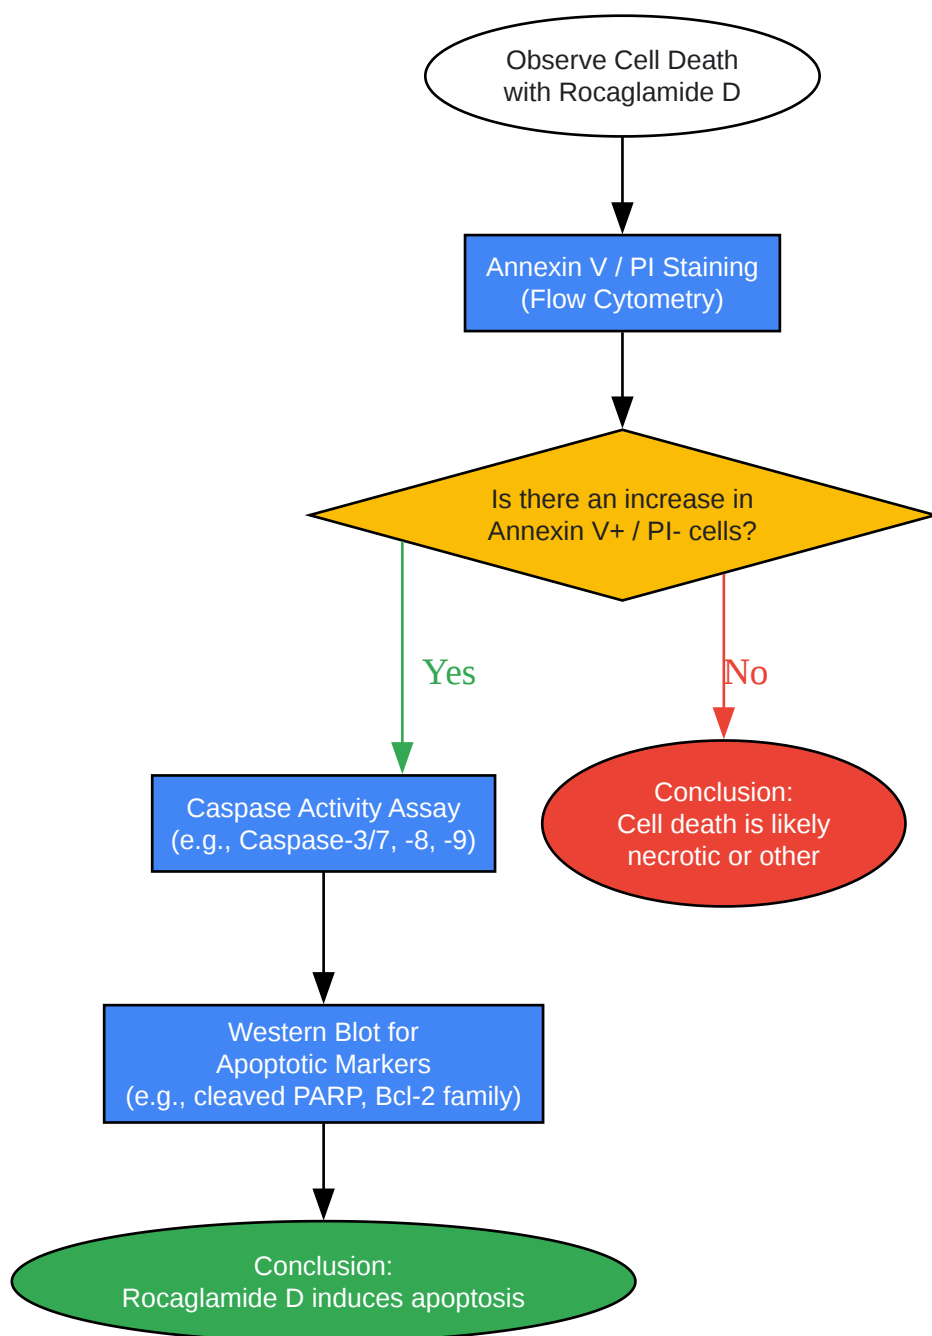 Observe Cell Death
with Rocaglamide D
Annexin V / PI Staining
(Flow Cytometry)
Is there an increase in
Annexin V+ / PI- cells?
Yes
No
Caspase Activity Assay
(e.g., Caspase-3/7, -8, -9)
Conclusion:
Cell death is likely
necrotic or other
Western Blot for
Apoptotic Markers
(e.g., cleaved PARP, Bcl-2 family)
Conclusion:
Rocaglamide D induces apoptosis